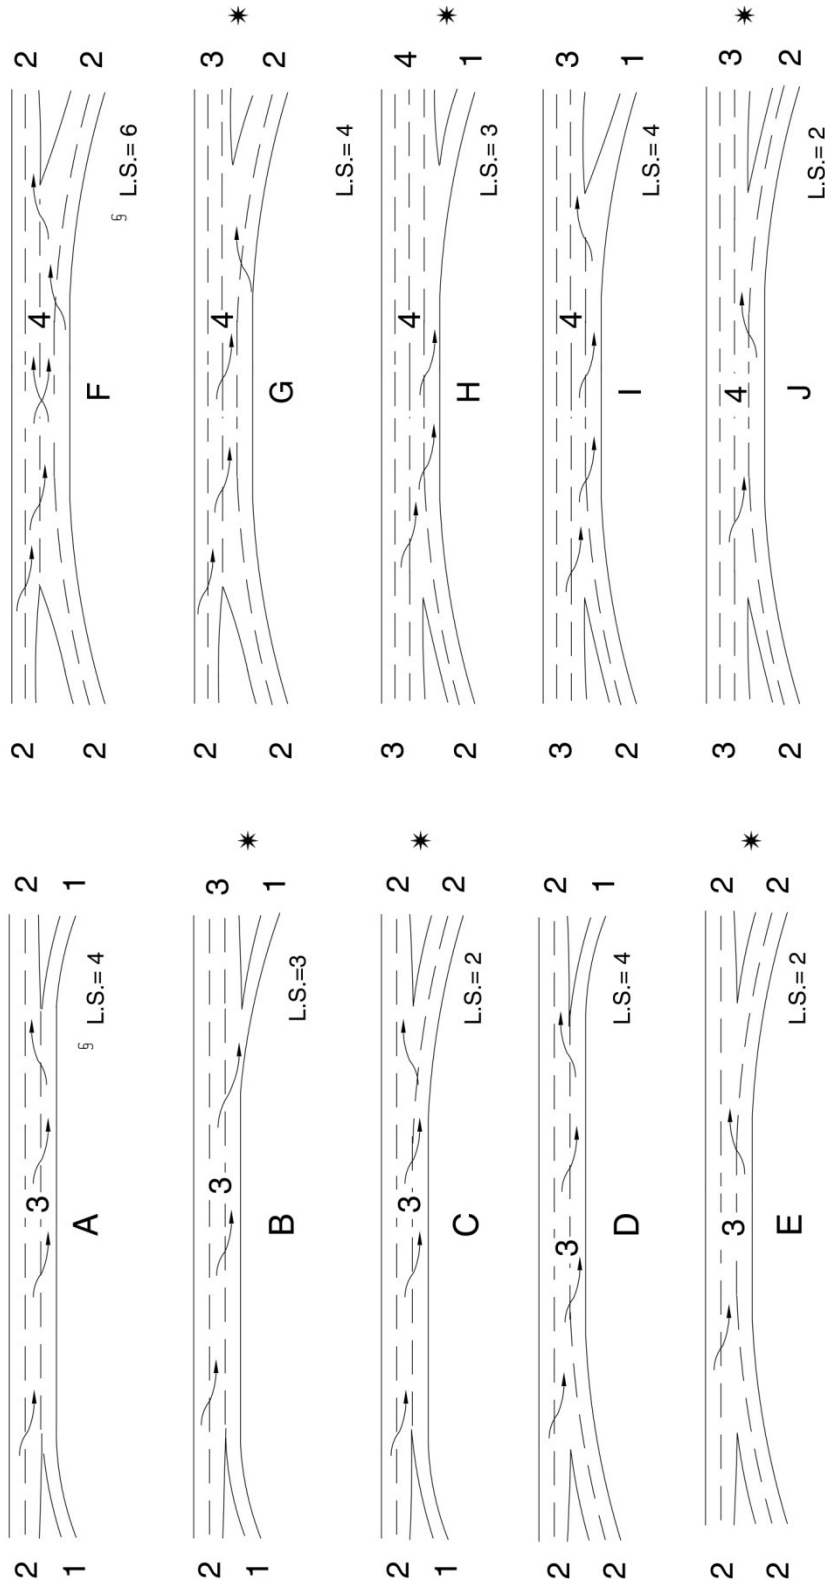 2 3 2
1 1
L.S.= 4
A
2 3 3
1 1
L.S.=3
B
2 3 2
1 2
L.S.= 2
C
2 3 2
2 1
L.S.= 4
D
2 3 2
2 2
L.S.= 2
E
2 4 2
2 2
L.S.= 6
F
2 4 3
2 2
L.S.= 4
G
3 4 4
2 1
L.S.= 3
H
3 4 3
2 1
L.S.= 4
I
3 4 3
2 2
L.S.= 2
J